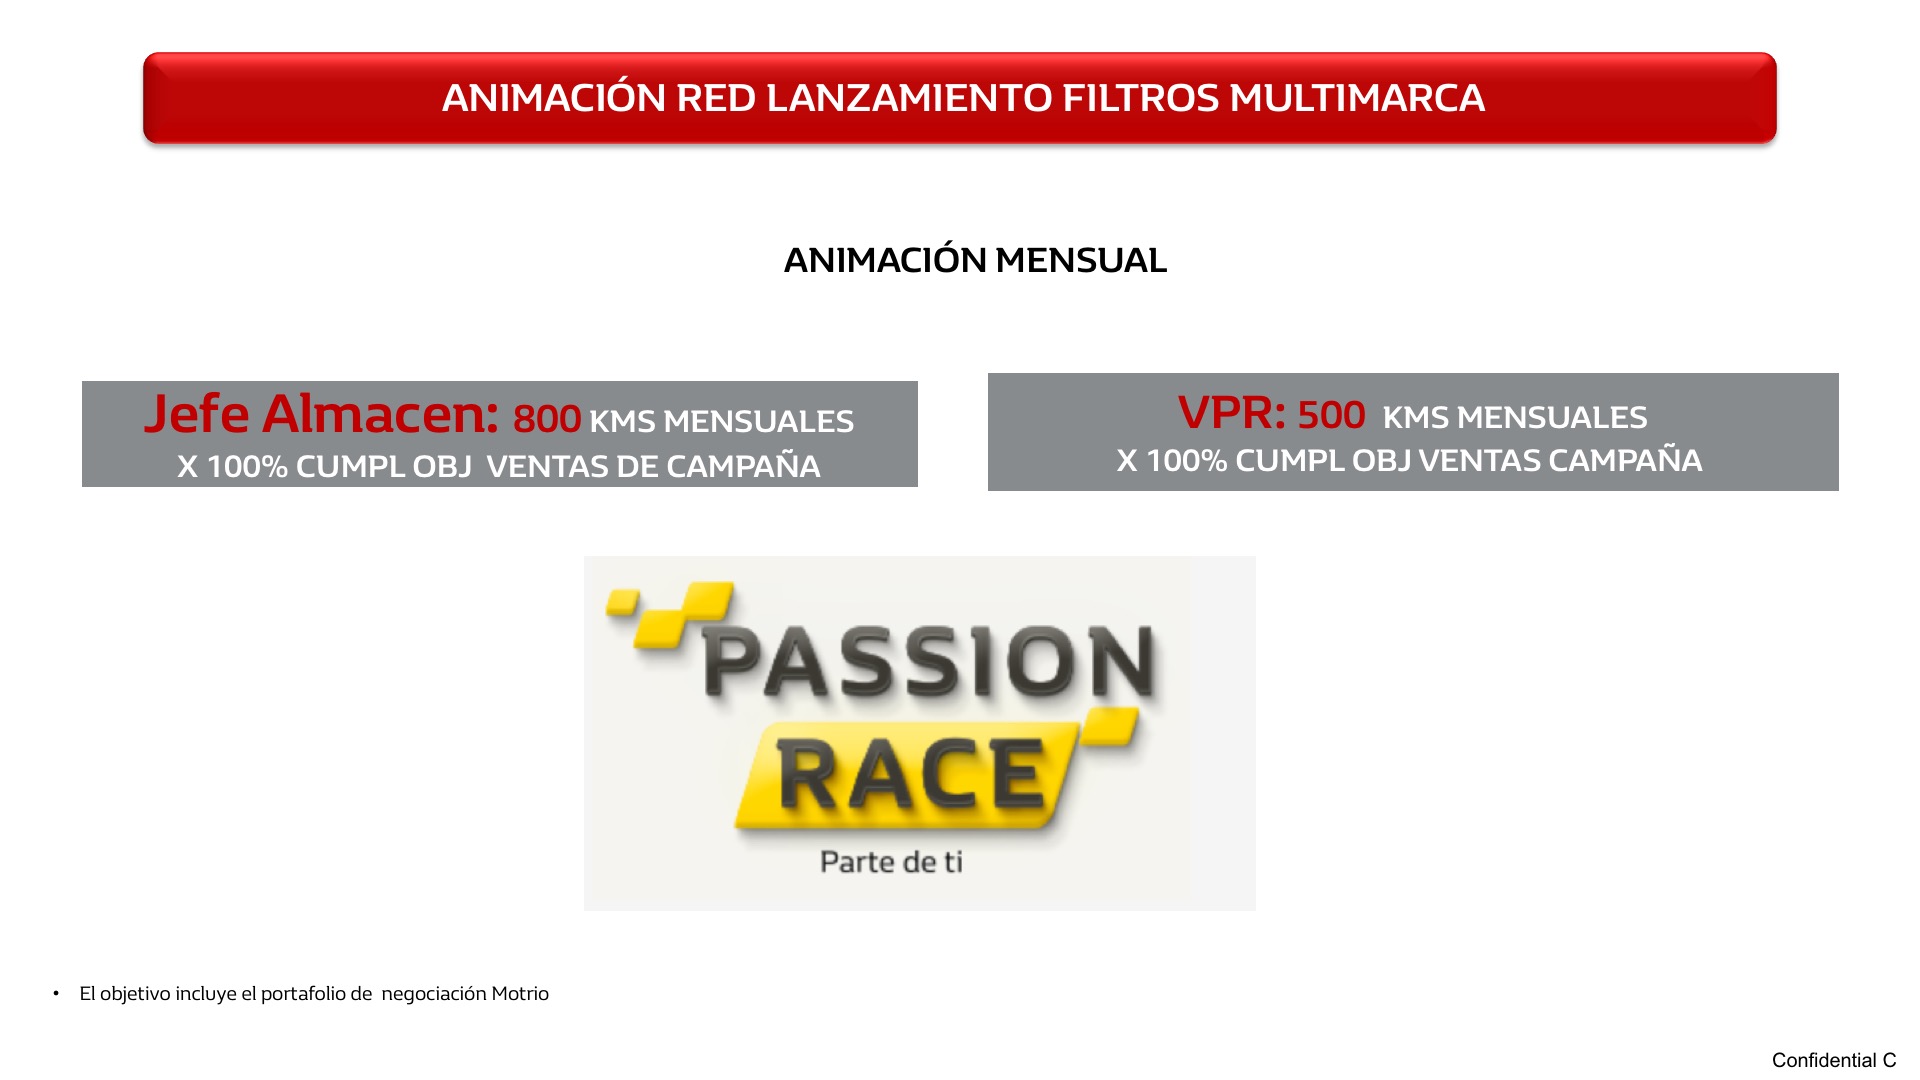 ANIMACIÓN RED LANZAMIENTO FILTROS MULTIMARCA
ANIMACIÓN MENSUAL
Jefe Almacen: 800 KMS MENSUALES
X 100% CUMPL OBJ VENTAS DE CAMPAÑA
VPR: 500 KMS MENSUALES
X 100% CUMPL OBJ VENTAS CAMPAÑA
PASSION
RACE
Parte de ti
• El objetivo incluye el portafolio de negociación Motrio
Confidential C